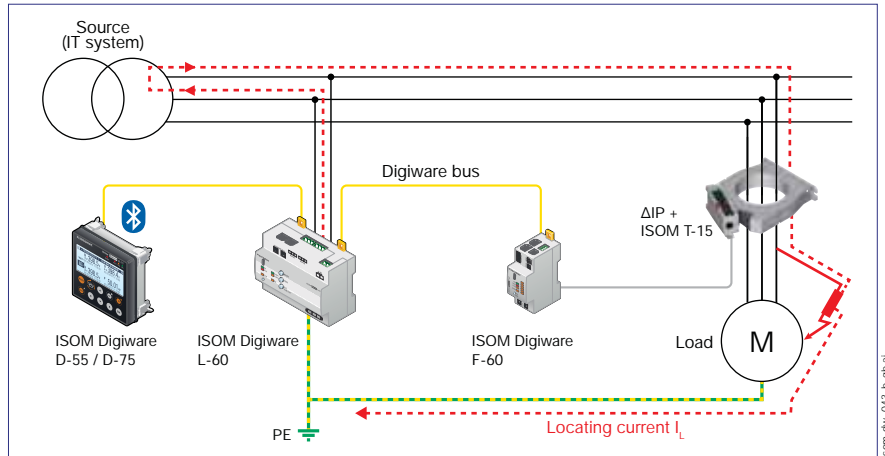 Source
(IT system)
Digiware bus
ΔIP +
ISOM T-15
ISOM Digiware
D-55 / D-75
ISOM Digiware
L-60
ISOM Digiware
F-60
Load
M
PE
Locating current I_L